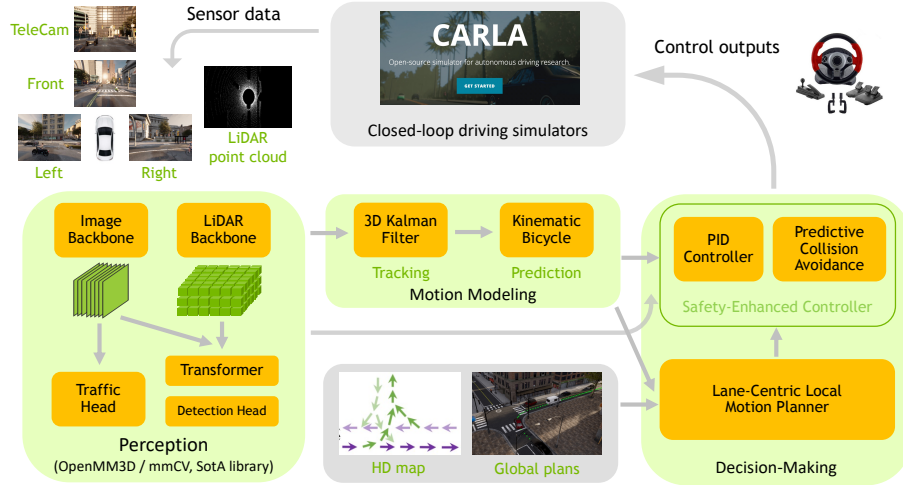 TeleCam
Sensor data
Front
Left
Right
LiDAR
point cloud
CARLA
Open-source simulator for autonomous driving research.
GET STARTED
Closed-loop driving simulators
Control outputs
Image
Backbone
LiDAR
Backbone
Traffic
Head
Transformer
Detection Head
Perception
(OpenMM3D / mmCV, SotA library)
3D Kalman
Filter
Kinematic
Bicycle
Tracking
Prediction
Motion Modeling
HD map
Global plans
PID
Controller
Predictive
Collision
Avoidance
Safety-Enhanced Controller
Lane-Centric Local
Motion Planner
Decision-Making